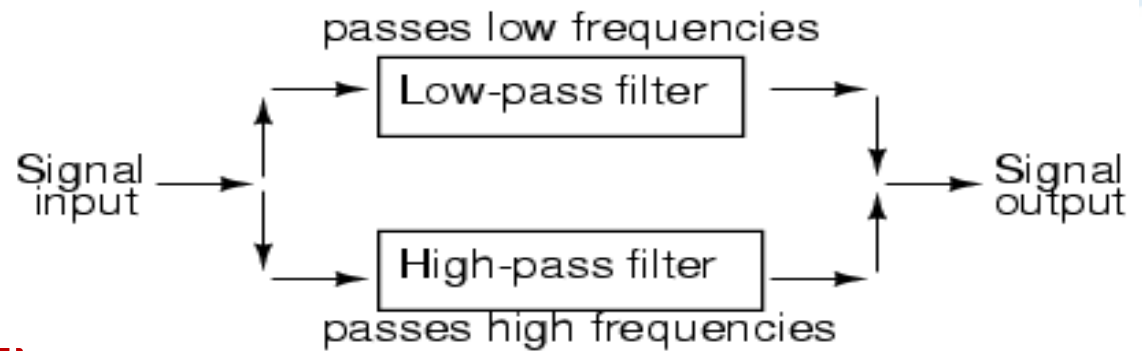 passes low frequencies
Low-pass filter
Signal
input
Signal
output
High-pass filter
passes high frequencies